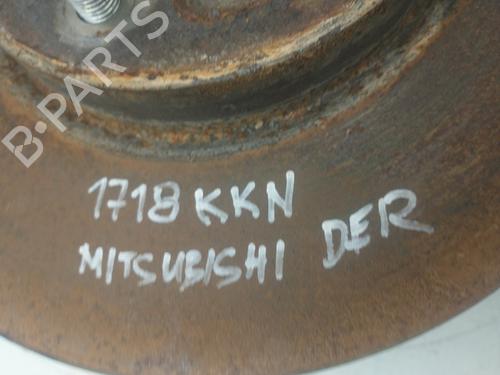 B-PARTS
1718 KKN
MITSUBISHI DER